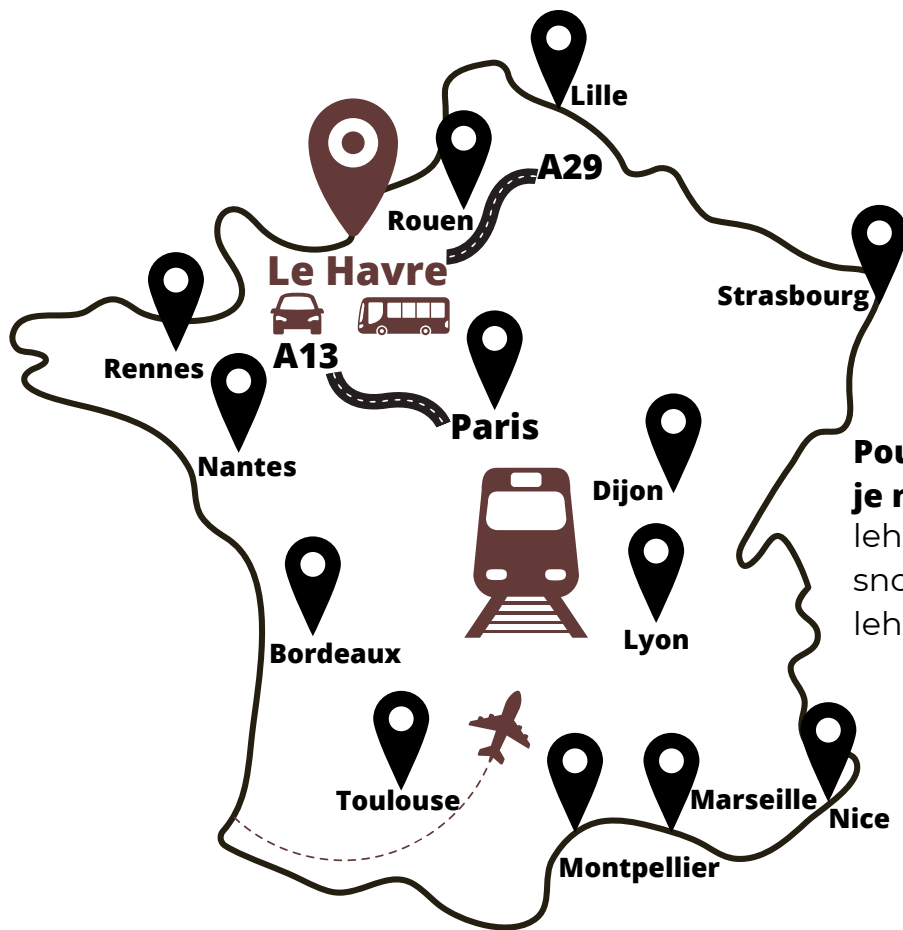 Lille
A29
Rouen
Le Havre
Strasbourg
A13
Rennes
Paris
Nantes
Dijon
Lyon
Bordeaux
Toulouse
Marseille
Nice
Montpellier